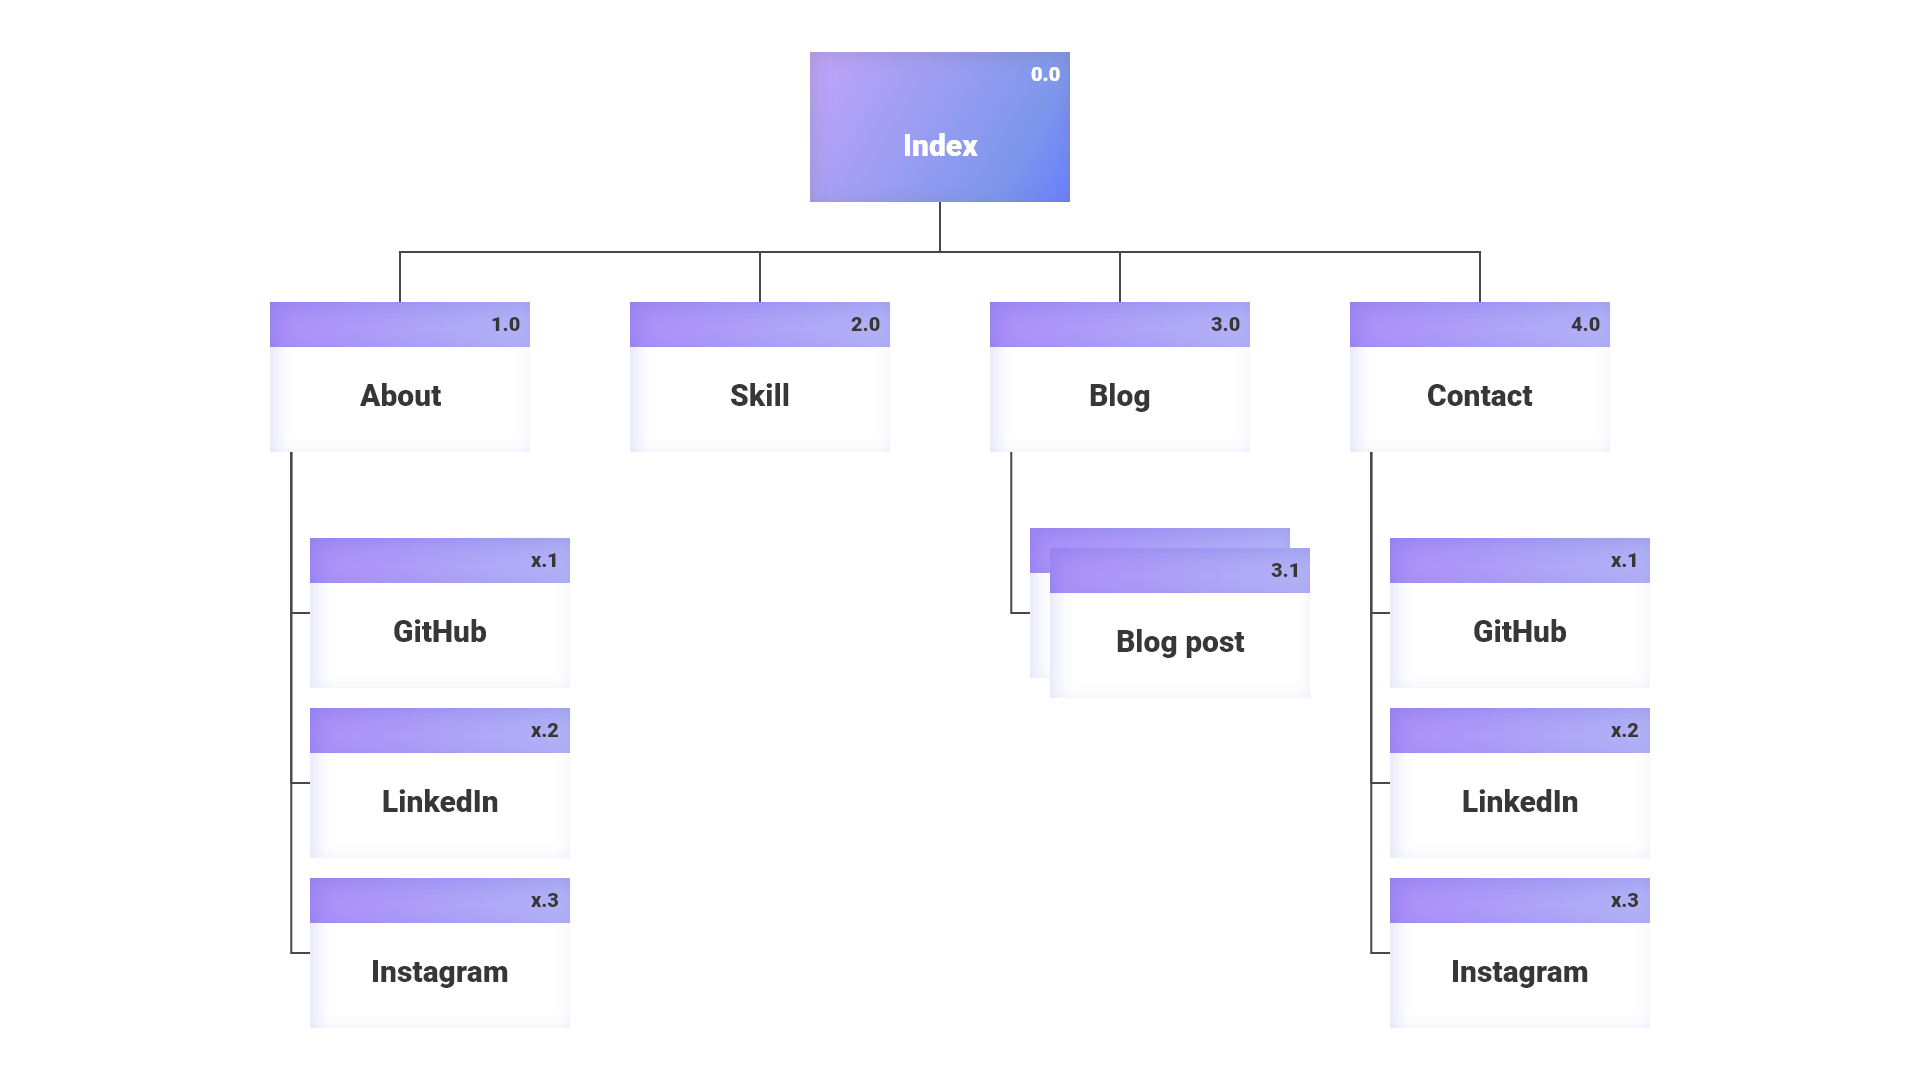 0.0
Index
1.0
About
2.0
Skill
3.0
Blog
4.0
Contact
x.1
GitHub
x.2
LinkedIn
x.3
Instagram
3.1
Blog post
x.1
GitHub
x.2
LinkedIn
x.3
Instagram